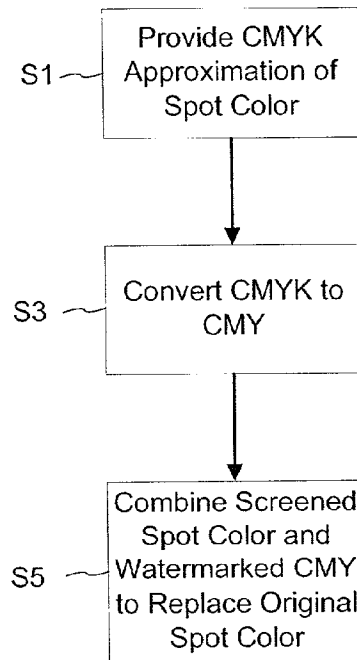 Provide CMYK
S1 Approximation of
Spot Color
Convert CMYK to
S3 CMY
Combine Screened
Spot Color and
S5 Watermarked CMY
to Replace Original
Spot Color